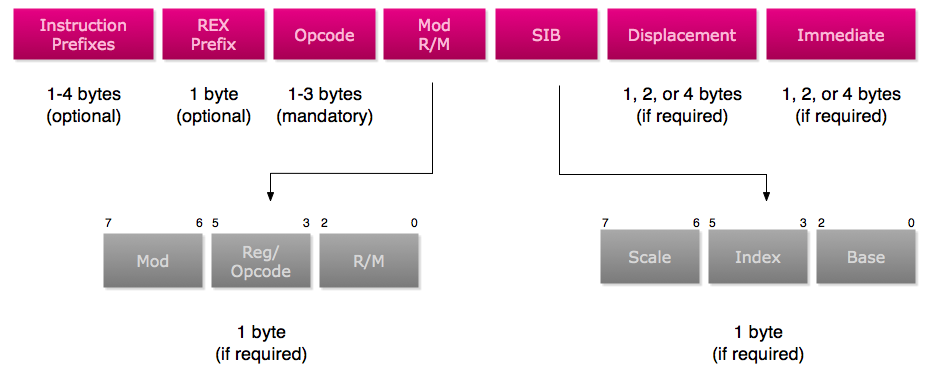 Instruction
Prefixes
REX
Prefix
Opcode
Mod
R/M
SIB
Displacement
Immediate
1-4 bytes
(optional)
1 byte
(optional)
1-3 bytes
(mandatory)
1, 2, or 4 bytes
(if required)
1, 2, or 4 bytes
(if required)
7 6 5 3 2 0
Mod
Reg/
Opcode
R/M
1 byte
(if required)
7 6 5 3 2 0
Scale
Index
Base
1 byte
(if required)